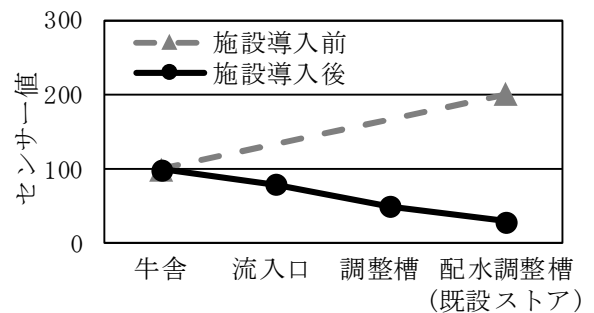 300
200
100
0
センサー値
施設導入前
施設導入後
牛舎 流入口 調整槽 配水調整槽
(既設ストア)